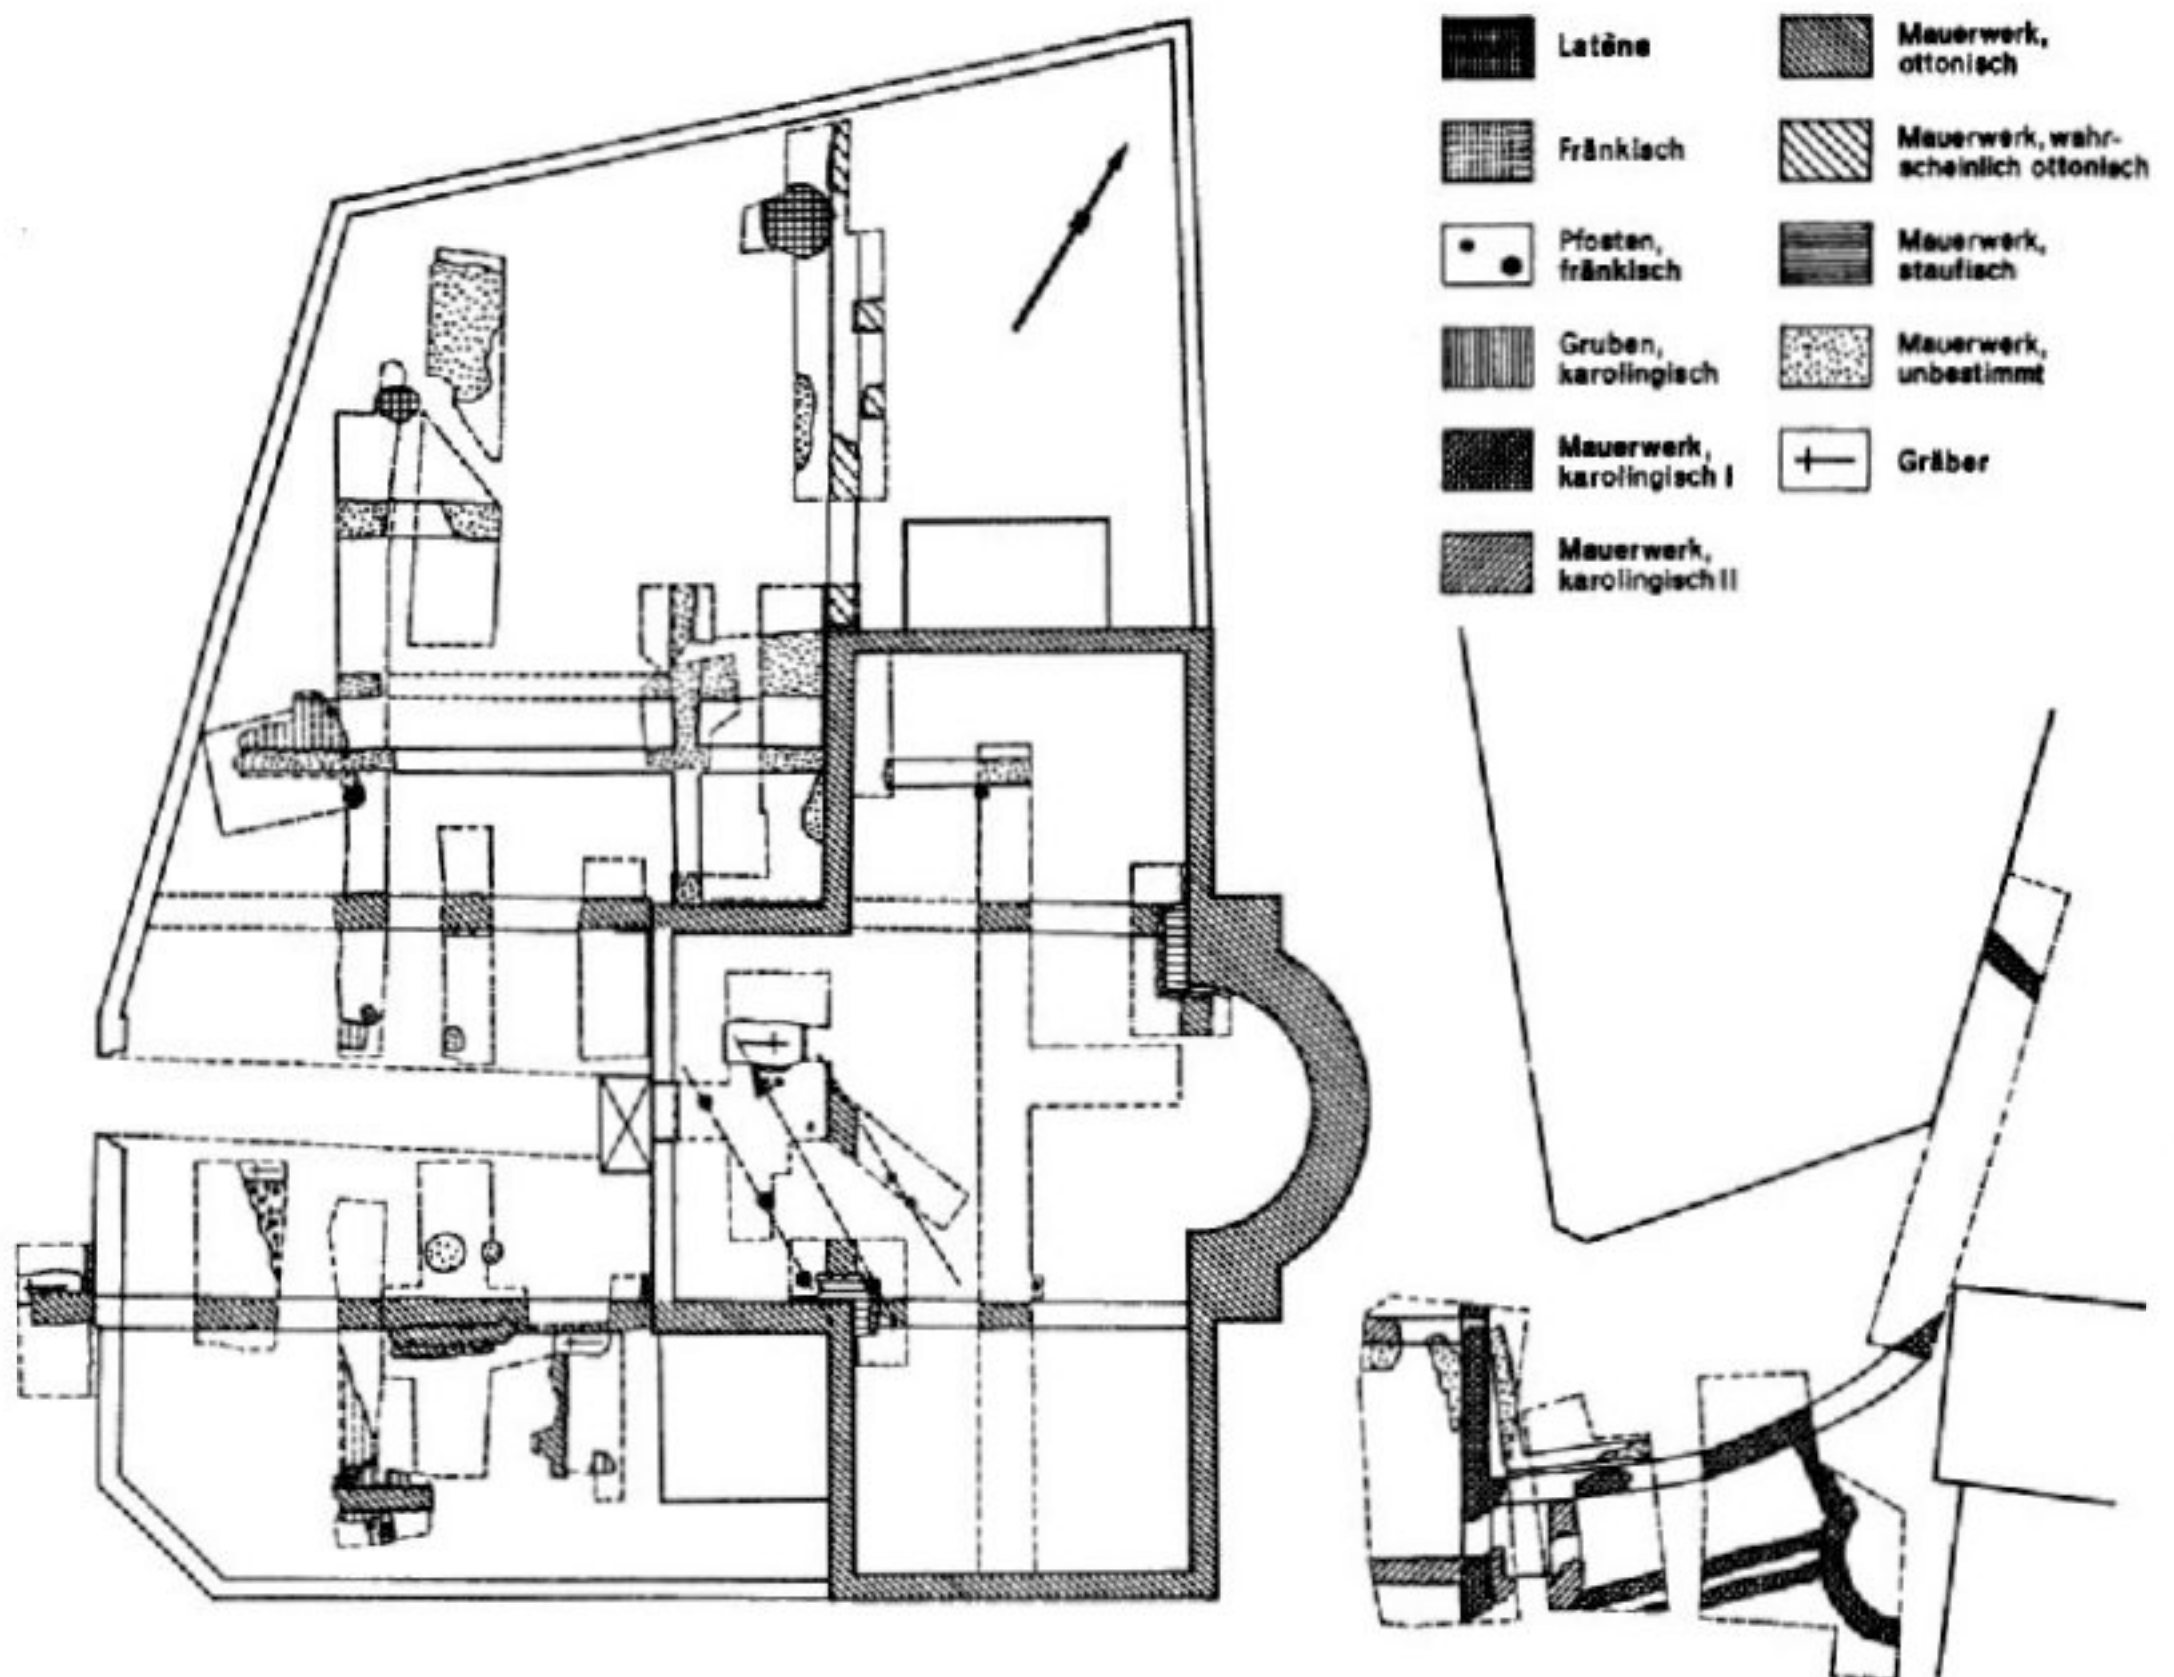 Latène
Fränkisch
Pfosten,
fränkisch
Gruben,
karolingisch
Mauerwerk,
karolingisch I
Mauerwerk,
karolingisch II
Mauerwerk,
ottonisch
Mauerwerk, wahr-
scheinlich ottonisch
Mauerwerk,
staufisch
Mauerwerk,
unbestimmt
Gräber